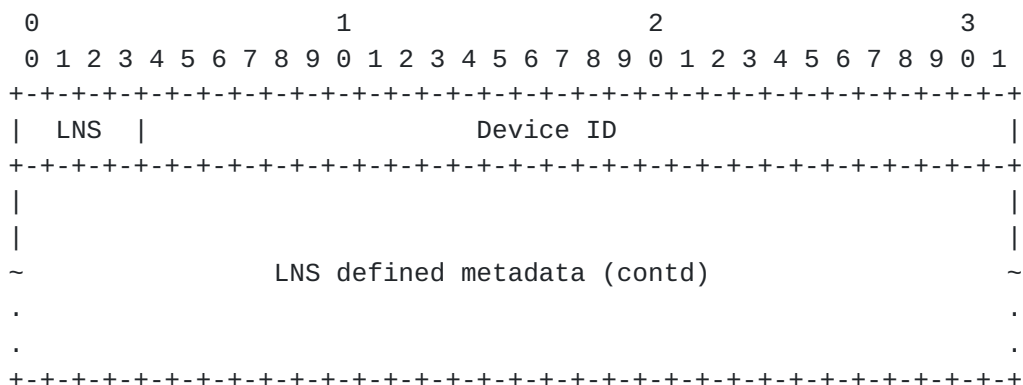 0                   1                   2                   3
 0 1 2 3 4 5 6 7 8 9 0 1 2 3 4 5 6 7 8 9 0 1 2 3 4 5 6 7 8 9 0 1
+-+-+-+-+-+-+-+-+-+-+-+-+-+-+-+-+-+-+-+-+-+-+-+-+-+-+-+-+-+-+-+-+
|  LNS  |                     Device ID                         |
+-+-+-+-+-+-+-+-+-+-+-+-+-+-+-+-+-+-+-+-+-+-+-+-+-+-+-+-+-+-+-+-+
|                                                               |
|                                                               |
~                LNS defined metadata (contd)                   ~
.                                                               .
.                                                               .
+-+-+-+-+-+-+-+-+-+-+-+-+-+-+-+-+-+-+-+-+-+-+-+-+-+-+-+-+-+-+-+-+